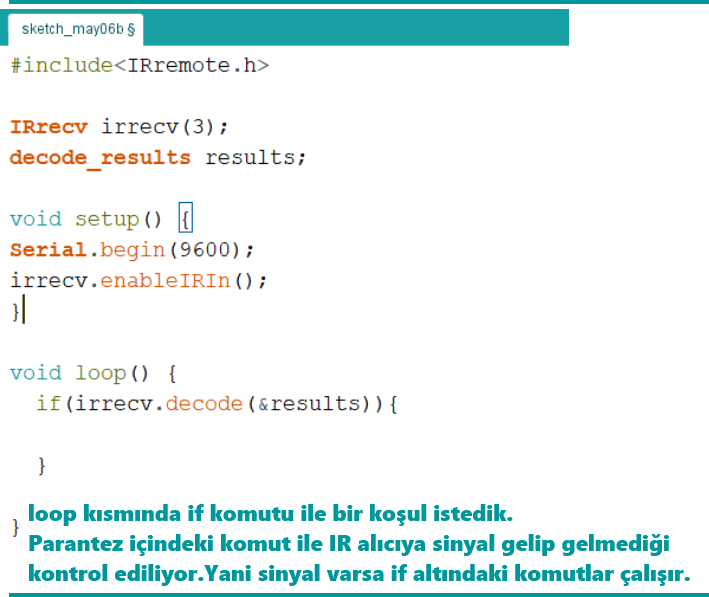 sketch_may06b §
#include<IRremote.h>
IRrecv irrecv(3);
decode_results results;
void setup() {
Serial.begin(9600);
irrecv.enableIRIn();
}
void loop() {
if(irrecv.decode(&results)){
}
}
loop kısmında if komutu ile bir koşul istedik.
Parantez içindeki komut ile IR alıcıya sinyal gelip gelmediği
kontrol ediliyor.Yani sinyal varsa if altındaki komutlar çalışır.